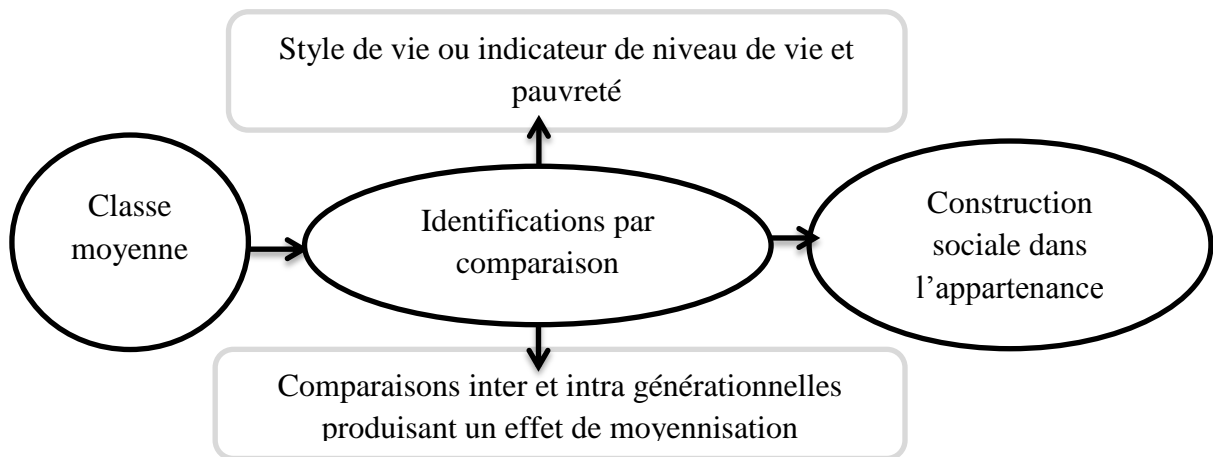 Style de vie ou indicateur de niveau de vie et
pauvreté
Classe
moyenne
Identifications par
comparaison
Construction
sociale dans
l’appartenance
Comparaisons inter et intra générationnelles
produisant un effet de moyennisation